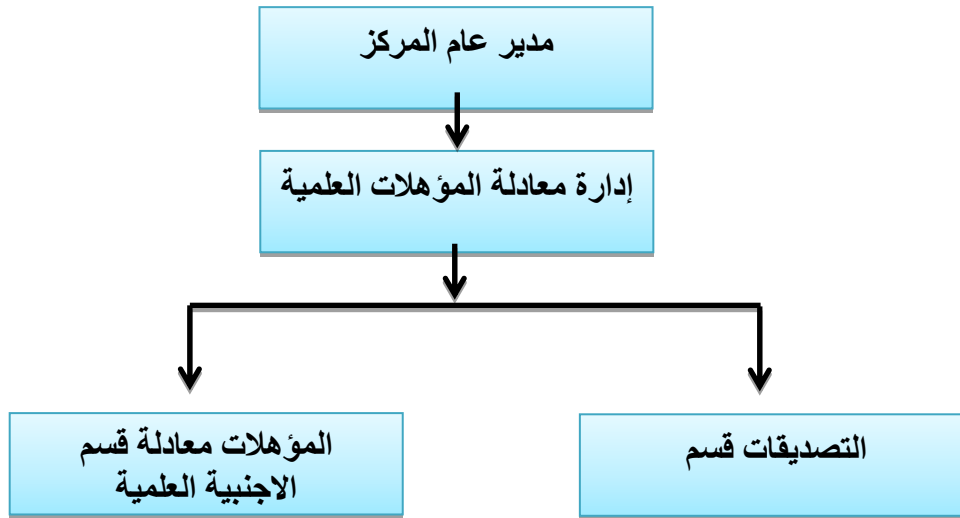 مدير عام المركز
إدارة معادلة المؤهلات العلمية
التصديقات قسم
المؤهلات معادلة قسم
الاجنبية العلمية